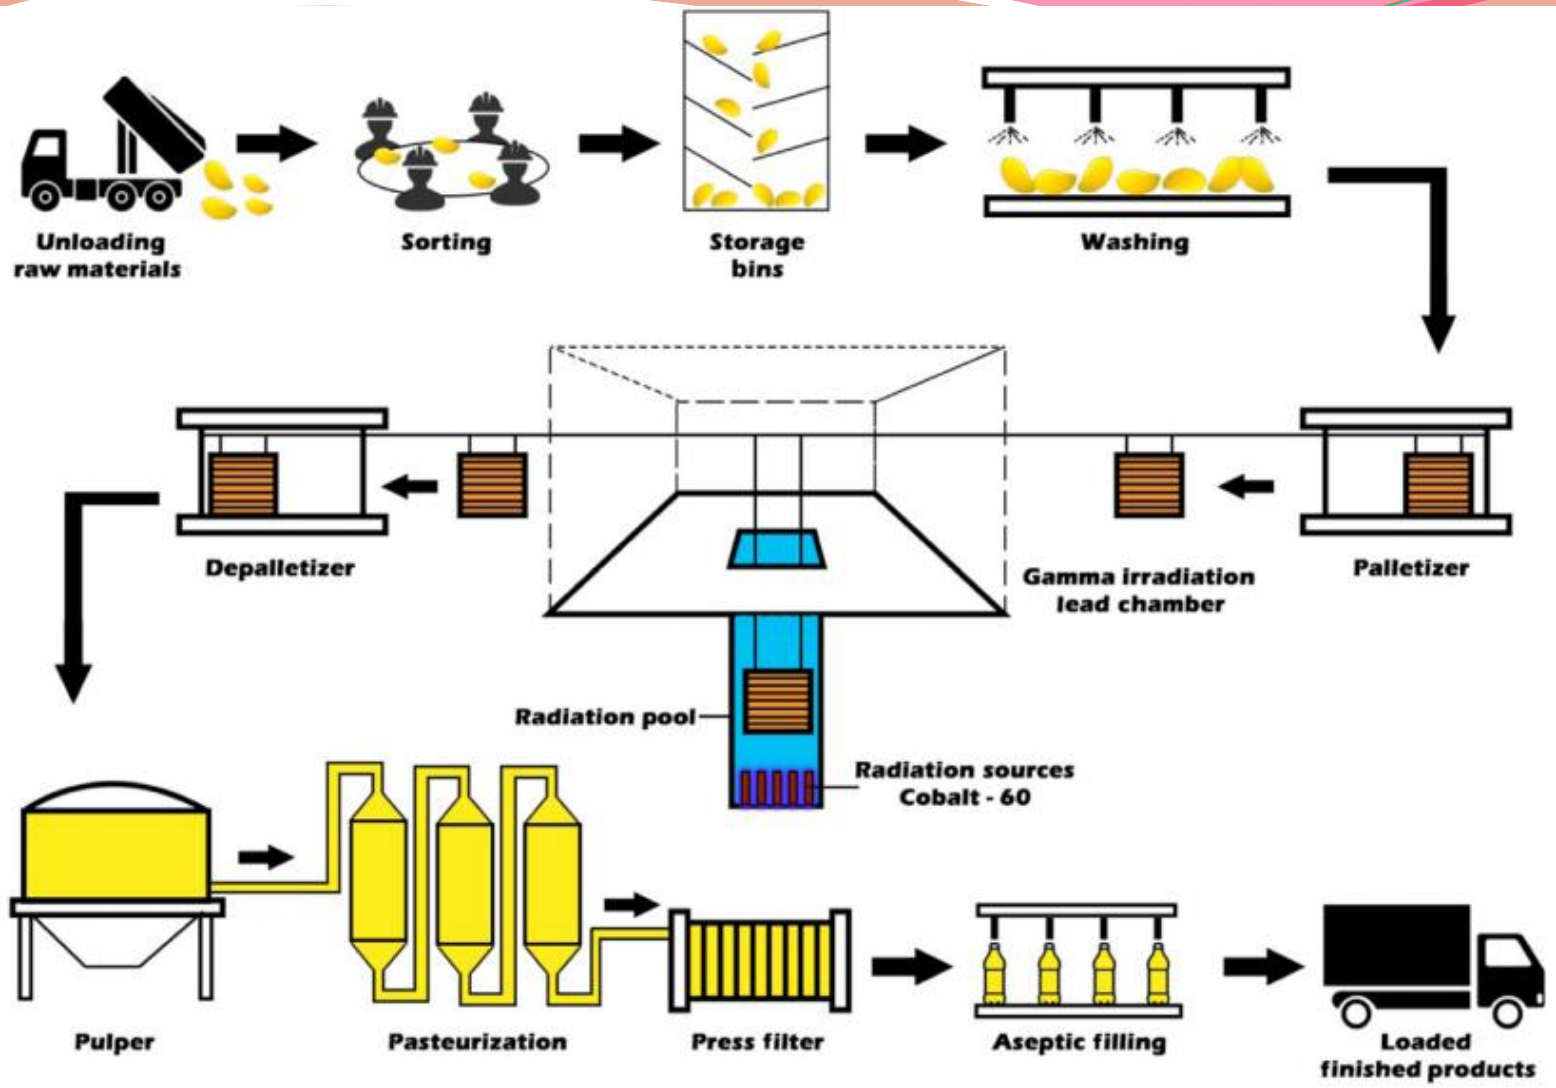 Unloading
raw materials
Sorting
Storage
bins
Washing
Depalletizer
Gamma irradiation
lead chamber
Palletizer
Radiation pool
Radiation sources
Cobalt - 60
Pulper
Pasteurization
Press filter
Aseptic filling
Loaded
finished products